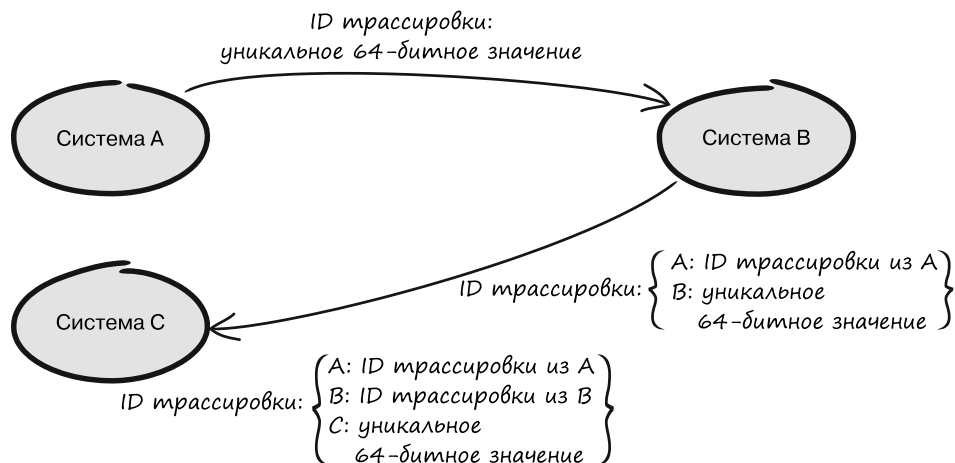 ID трассировки:
уникальное 64-битное значение
Система A
Система B
ID трассировки:
A: ID трассировки из A
B: уникальное
64-битное значение
Система C
ID трассировки:
A: ID трассировки из A
B: ID трассировки из B
C: уникальное
64-битное значение